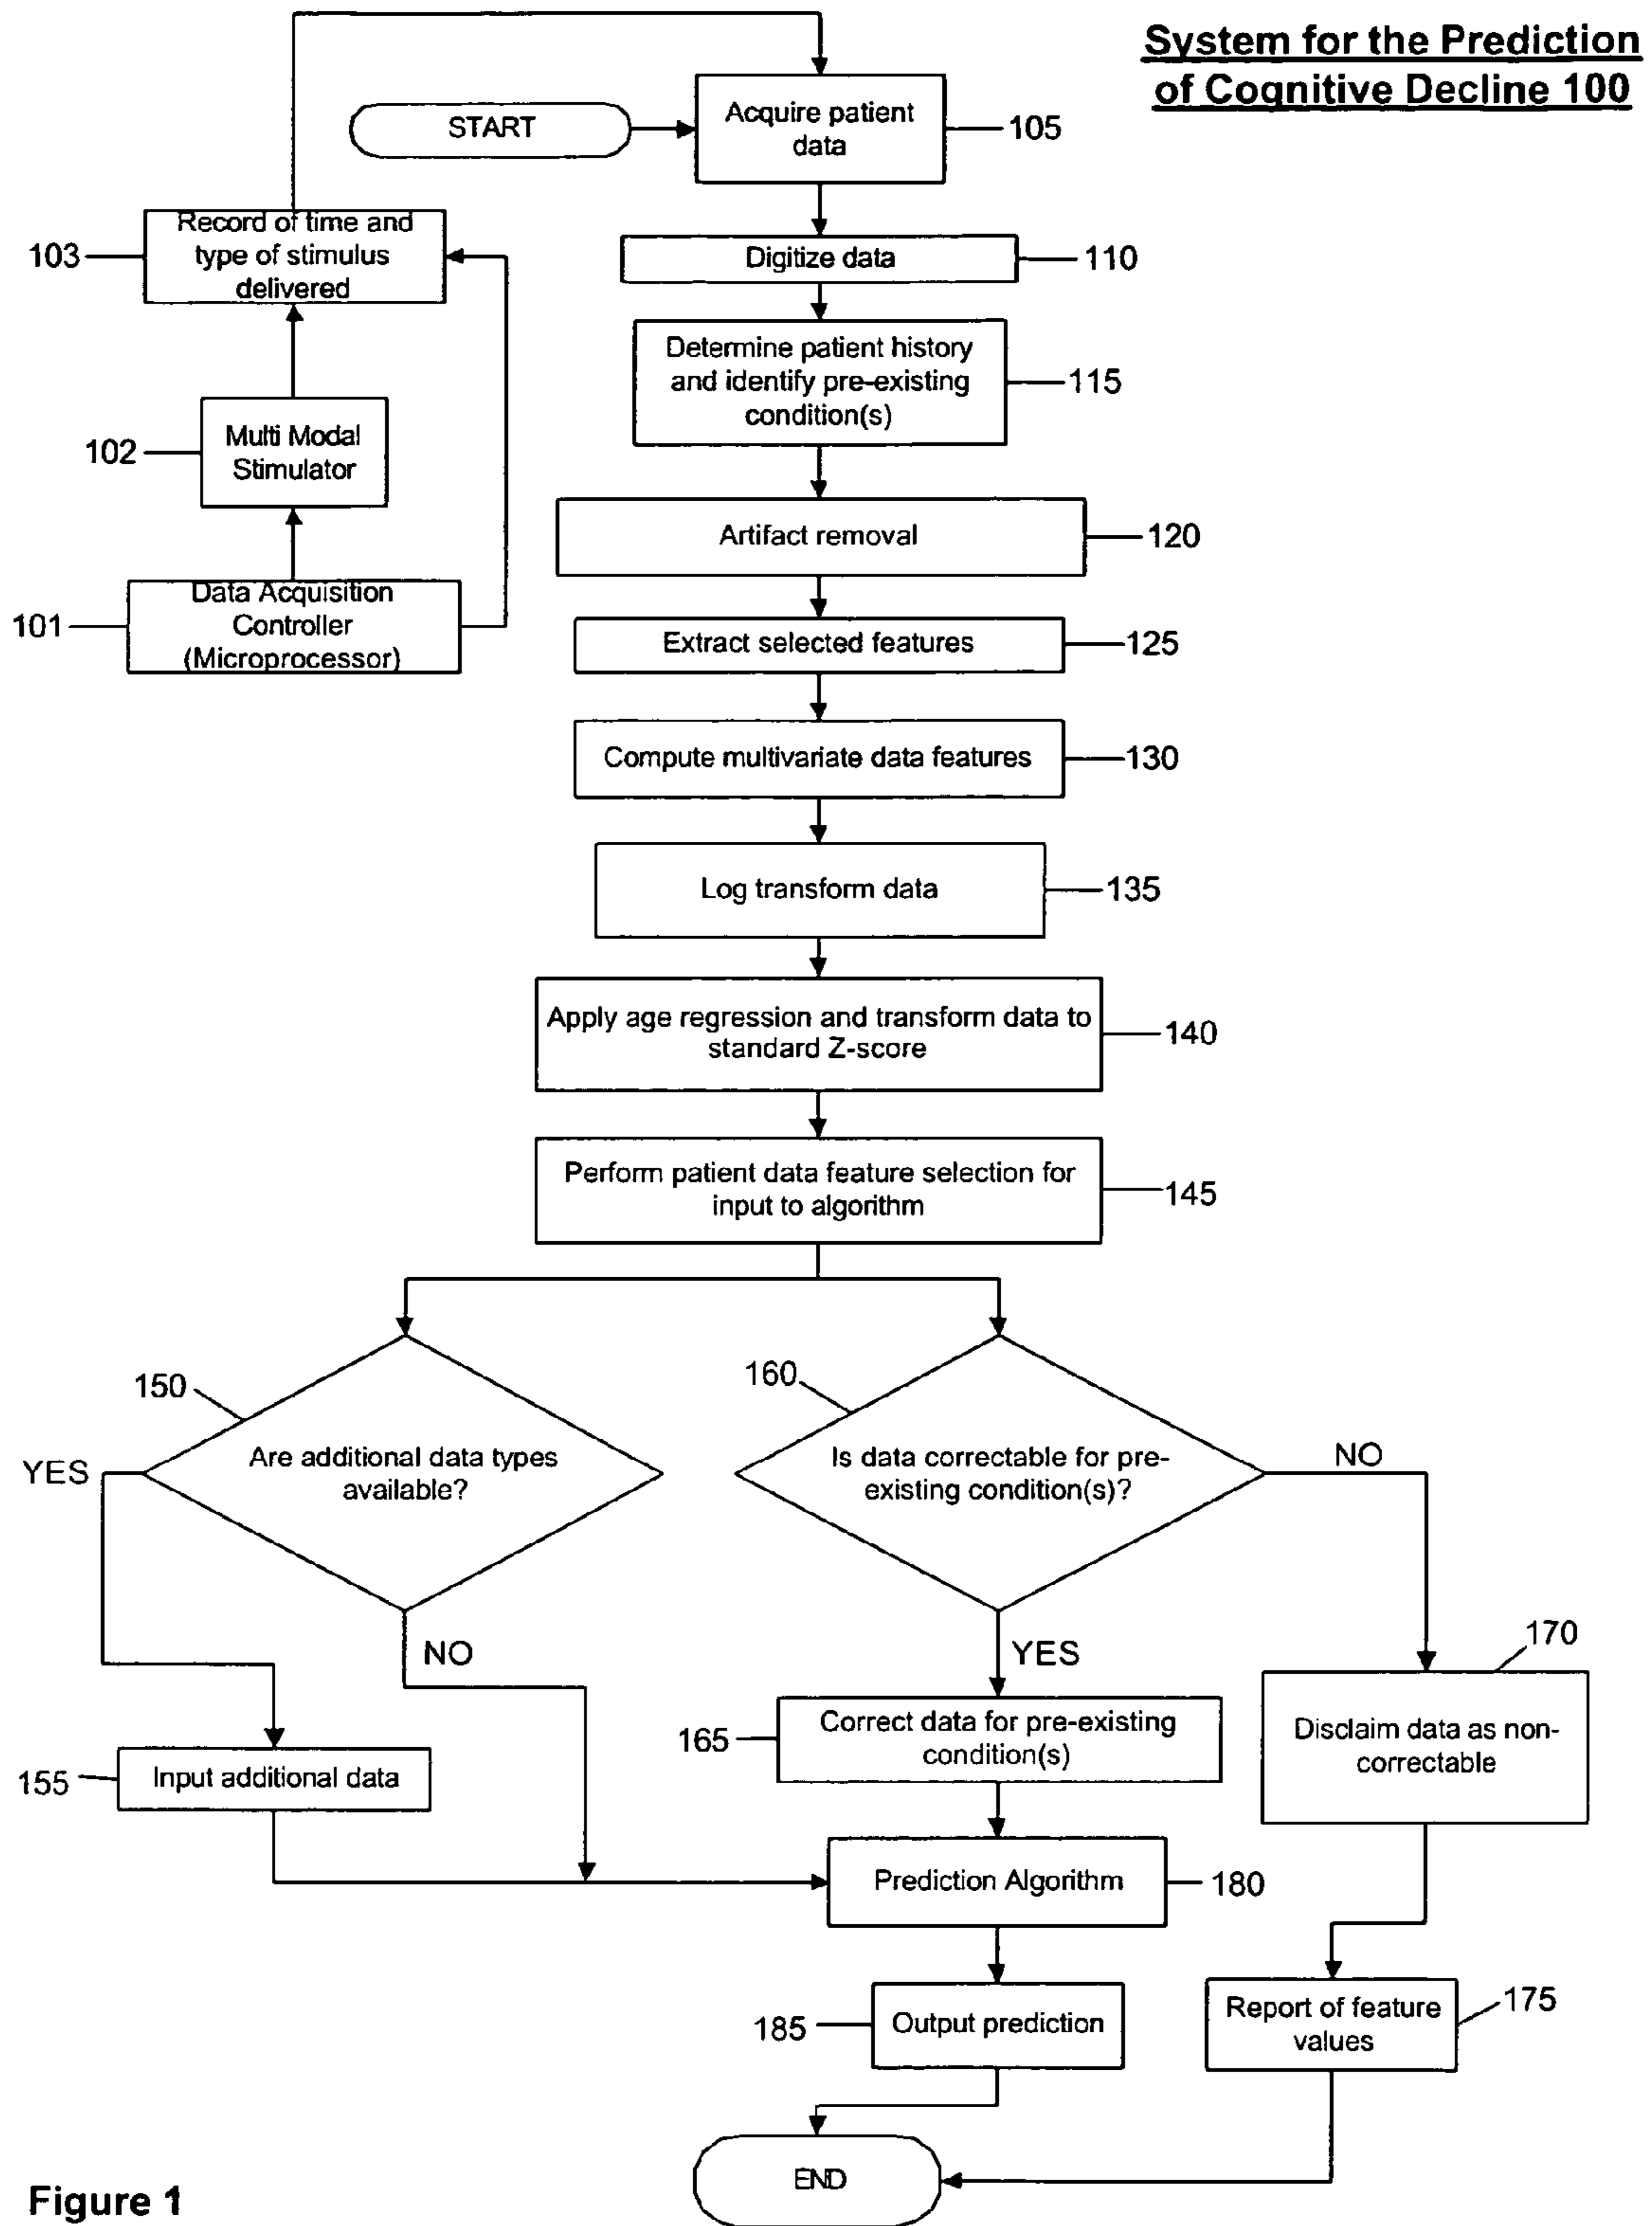 System for the Prediction
of Cognitive Decline 100
START
Acquire patient
data
105
Record of time and
type of stimulus
delivered
103
Digitize data
110
Determine patient history
and identify pre-existing
condition(s)
115
Multi Modal
Stimulator
102
Artifact removal
120
Data Acquisition
Controller
(Microprocessor)
101
Extract selected features
125
Compute multivariate data features
130
Log transform data
135
Apply age regression and transform data to
standard Z-score
140
Perform patient data feature selection for
input to algorithm
145
150
Are additional data types
available?
YES
NO
160
Is data correctable for pre-
existing condition(s)?
NO
YES
155
Input additional data
165
Correct data for pre-existing
condition(s)
170
Disclaim data as non-
correctable
Prediction Algorithm
180
185
Output prediction
Report of feature
values
175
END
Figure 1